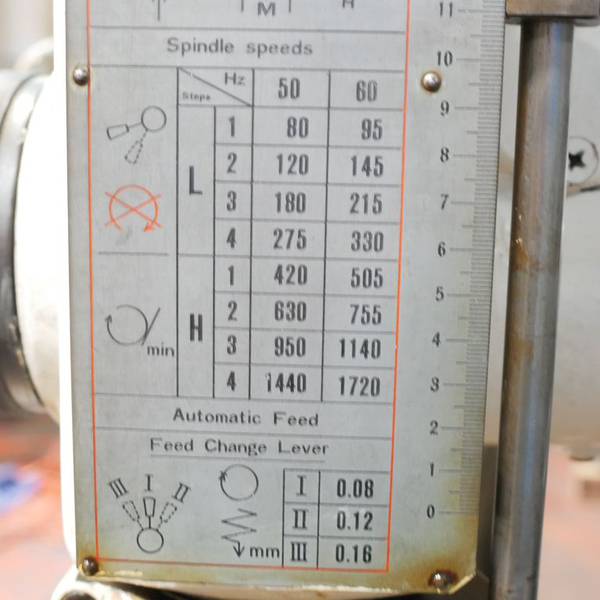 M H
Spindle speeds
Hz 50 60
Steps
L 1 80 95
2 120 145
3 180 215
4 275 330
H 1 420 505
2 630 755
3 950 1140
4 1440 1720
min
Automatic Feed
Feed Change Lever
III I II
I 0.08
II 0.12
mm III 0.16
11
10
9
8
7
6
5
4
3
2
1
0